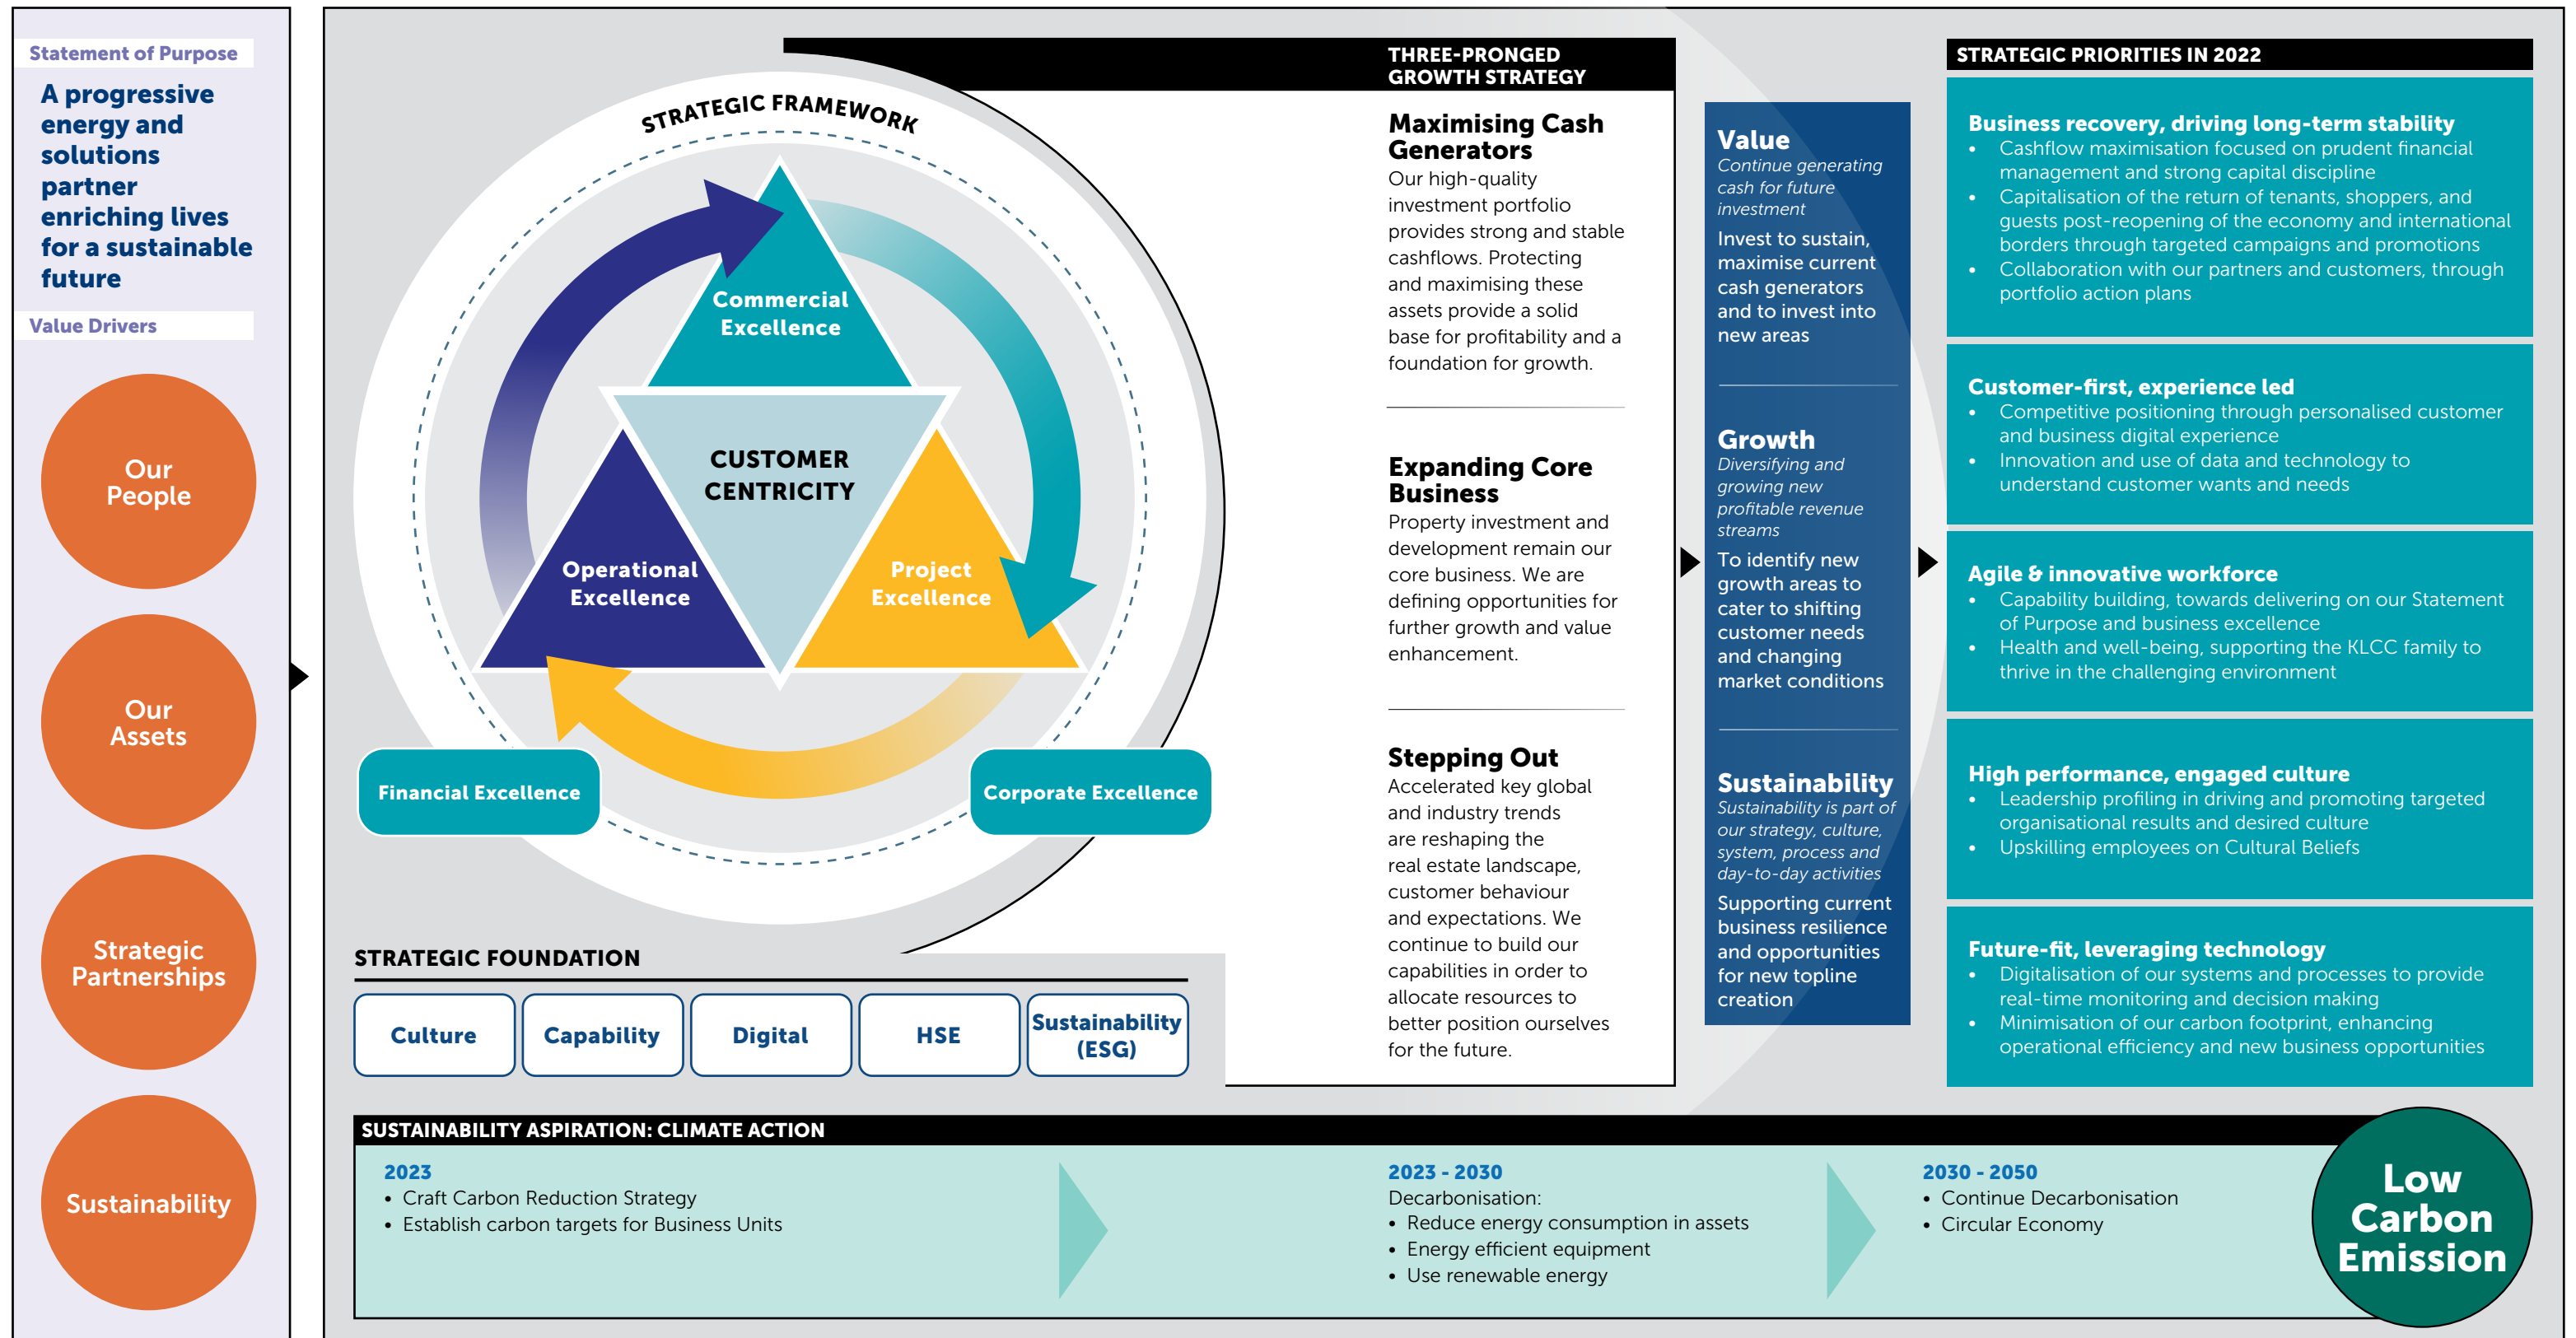 Statement of Purpose
A progressive
energy and
solutions
partner
enriching lives
for a sustainable
future
Value Drivers
Our
People
Our
Assets
Strategic
Partnerships
Sustainability
STRATEGIC FRAMEWORK
Commercial
Excellence
CUSTOMER
CENTRICITY
Operational
Excellence
Project
Excellence
Financial Excellence
Corporate Excellence
STRATEGIC FOUNDATION
Culture
Capability
Digital
HSE
Sustainability
(ESG)
THREE-PRONGED
GROWTH STRATEGY
Maximising Cash
Generators
Our high-quality
investment portfolio
provides strong and stable
cashflows. Protecting
and maximising these
assets provide a solid
base for profitability and a
foundation for growth.
Expanding Core
Business
Property investment and
development remain our
core business. We are
defining opportunities for
further growth and value
enhancement.
Stepping Out
Accelerated key global
and industry trends
are reshaping the
real estate landscape,
customer behaviour
and expectations. We
continue to build our
capabilities in order to
allocate resources to
better position ourselves
for the future.
Value
Continue generating
cash for future
investment
Invest to sustain,
maximise current
cash generators
and to invest into
new areas
Growth
Diversifying and
growing new
profitable revenue
streams
To identify new
growth areas to
cater to shifting
customer needs
and changing
market conditions
Sustainability
Sustainability is part of
our strategy, culture,
system, process and
day-to-day activities
Supporting current
business resilience
and opportunities
for new topline
creation
STRATEGIC PRIORITIES IN 2022
Business recovery, driving long-term stability
• Cashflow maximisation focused on prudent financial
management and strong capital discipline
• Capitalisation of the return of tenants, shoppers, and
guests post-reopening of the economy and international
borders through targeted campaigns and promotions
• Collaboration with our partners and customers, through
portfolio action plans
Customer-first, experience led
• Competitive positioning through personalised customer
and business digital experience
• Innovation and use of data and technology to
understand customer wants and needs
Agile & innovative workforce
• Capability building, towards delivering on our Statement
of Purpose and business excellence
• Health and well-being, supporting the KLCC family to
thrive in the challenging environment
High performance, engaged culture
• Leadership profiling in driving and promoting targeted
organisational results and desired culture
• Upskilling employees on Cultural Beliefs
Future-fit, leveraging technology
• Digitalisation of our systems and processes to provide
real-time monitoring and decision making
• Minimisation of our carbon footprint, enhancing
operational efficiency and new business opportunities
SUSTAINABILITY ASPIRATION: CLIMATE ACTION
2023
• Craft Carbon Reduction Strategy
• Establish carbon targets for Business Units
2023 - 2030
Decarbonisation:
• Reduce energy consumption in assets
• Energy efficient equipment
• Use renewable energy
2030 - 2050
• Continue Decarbonisation
• Circular Economy
Low
Carbon
Emission